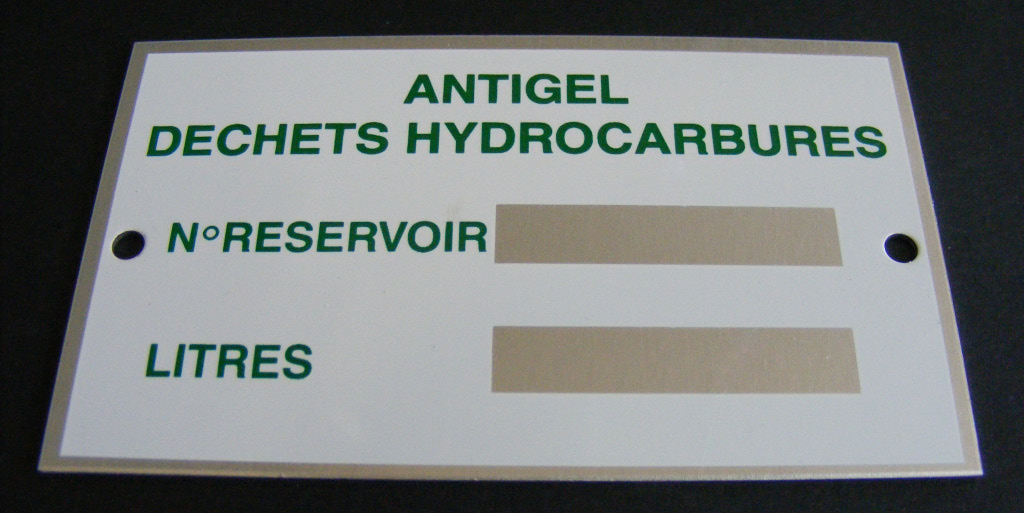 ANTIGEL
DECHETS HYDROCARBURES
N°RESERVOIR
LITRES